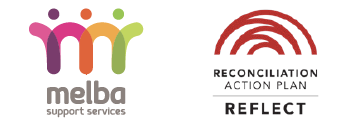 melba
support services
RECONCILIATION
ACTION PLAN
REFLECT